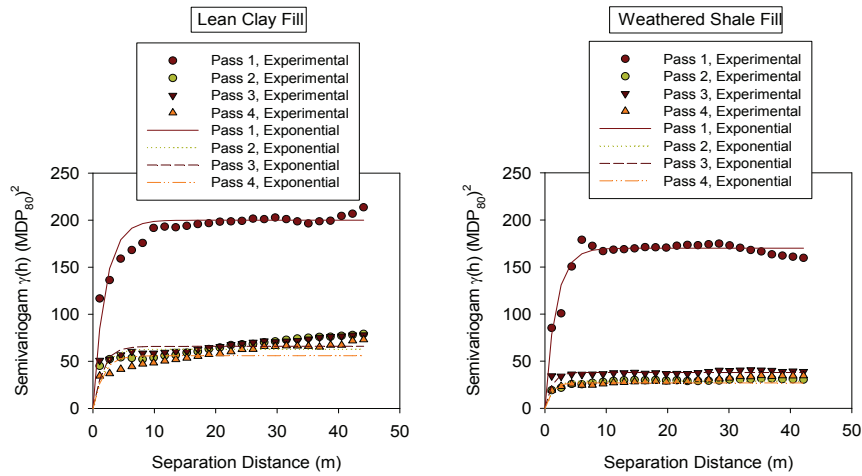 Lean Clay Fill
Pass 1, Experimental
Pass 2, Experimental
Pass 3, Experimental
Pass 4, Experimental
Pass 1, Exponential
Pass 2, Exponential
Pass 3, Exponential
Pass 4, Exponential
250
200
150
100
50
0
0
10
20
30
40
50
Semivariogam γ(h) (MDP80)2
Separation Distance (m)
Weathered Shale Fill
Pass 1, Experimental
Pass 2, Experimental
Pass 3, Experimental
Pass 4, Experimental
Pass 1, Exponential
Pass 2, Exponential
Pass 3, Exponential
Pass 4, Exponential
250
200
150
100
50
0
0
10
20
30
40
50
Semivariogam γ(h) (MDP80)2
Separation Distance (m)